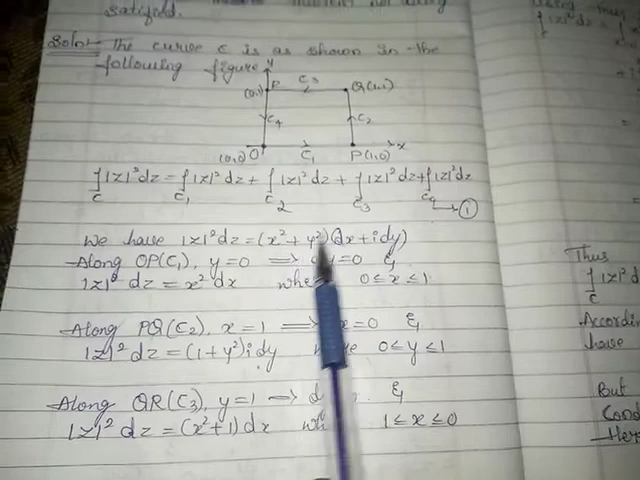 satisfied.
Soln:- The curve C is as shown in the
following figure
y
(0,1) R C3 Q(1,1)
C4 C2
(0,0) O C1 P(1,0) x
∫C |z|² dz = ∫C1 |z|² dz + ∫C2 |z|² dz + ∫C3 |z|² dz + ∫C4 |z|² dz
→ ①
We have |z|² dz = (x² + y²)(dx + idy)
Along OP(C1), y=0 ⟹ dy=0 &
|z|² dz = x² dx where 0≤x≤1
Along PQ(C2), x=1 ⟹ dx=0 &
|z|² dz = (1+y²)idy where 0≤y≤1
Along QR(C3), y=1 ⟹ &
|z|² dz = (x²+1)dx 1≤x≤0
∫ |z|² dz =
Thus
∫C |z|² d
have
But
Cond